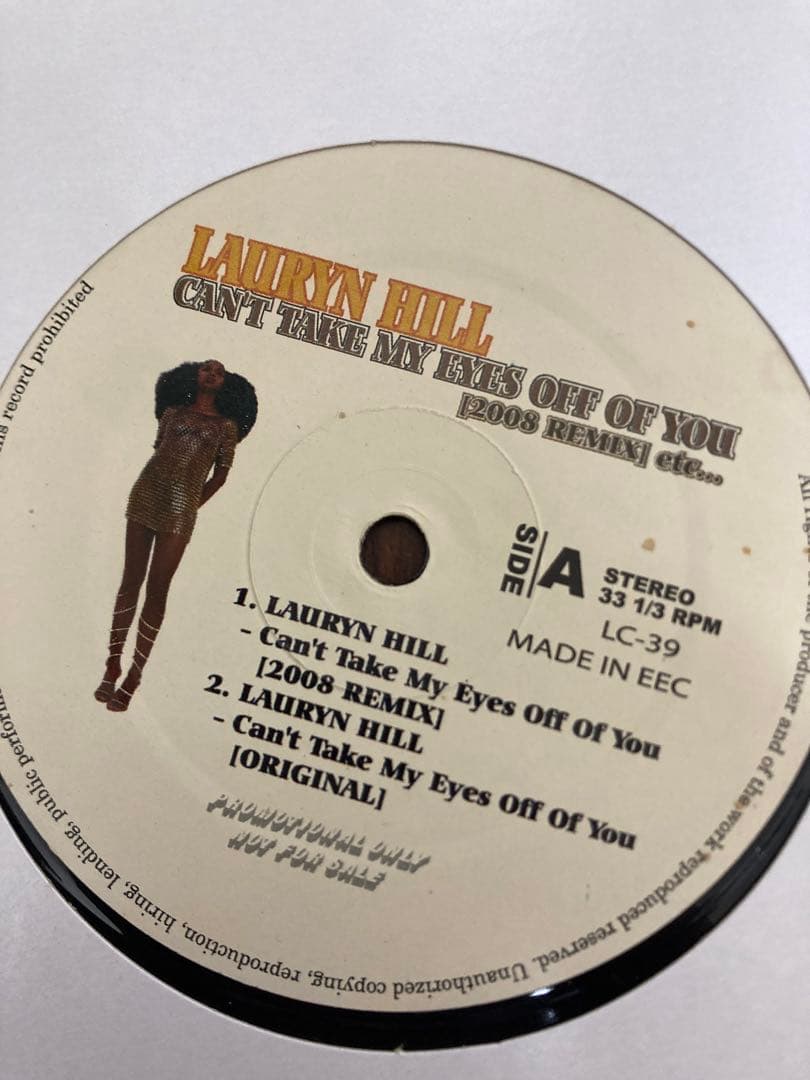 LAURYN HILL
CAN'T TAKE MY EYES OFF OF YOU
[2008 REMIX] etc...
SIDE A
STEREO
33 1/3 RPM
LC-39
MADE IN EEC
1. LAURYN HILL
- Can't Take My Eyes Off Of You
[2008 REMIX]
2. LAURYN HILL
- Can't Take My Eyes Off Of You
[ORIGINAL]
PROMOTIONAL ONLY
NOT FOR SALE
producer and of the work reproduced reserved. Unauthorized copying, reproduction, hiring, lending, public
record prohibited